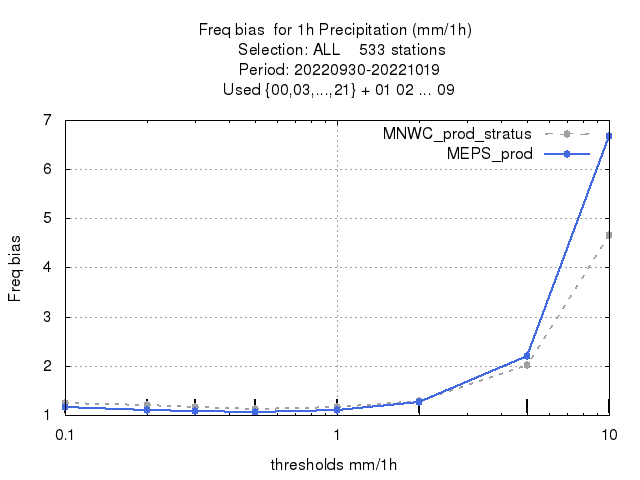 Freq bias  for 1h Precipitation (mm/1h)
Selection: ALL    533 stations
Period: 20220930-20221019
Used {00,03,...,21} + 01 02 ... 09
MNWC_prod_stratus
MEPS_prod
7
6
5
4
3
2
1
Freq bias
0.1
1
10
thresholds mm/1h